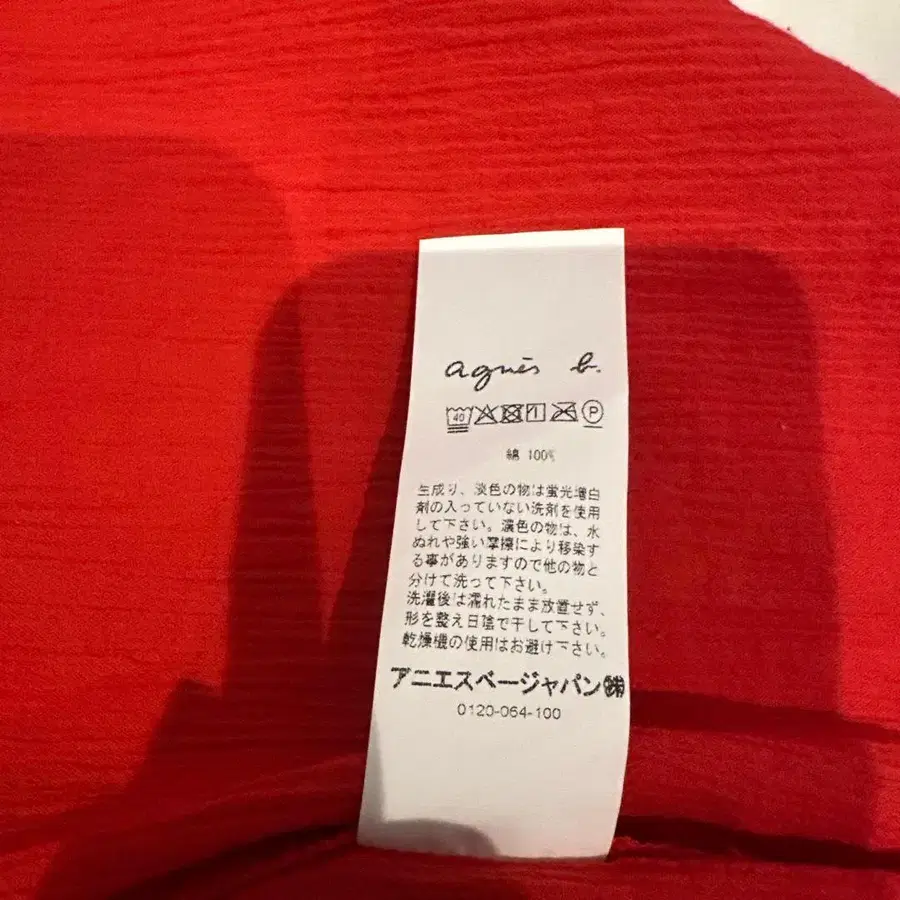 agnès b.
40 P
綿 100%
生成り、淡色の物は蛍光増白
剤の入っていない洗剤を使用
して下さい。濃色の物は、水
ぬれや強い摩擦により移染す
る事がありますので他の物と
分けて洗って下さい。
洗濯後は濡れたまま放置せず、
形を整え日陰で干して下さい。
乾燥機の使用はお避け下さい。
アニエスベージャパン㈱
0120-064-100